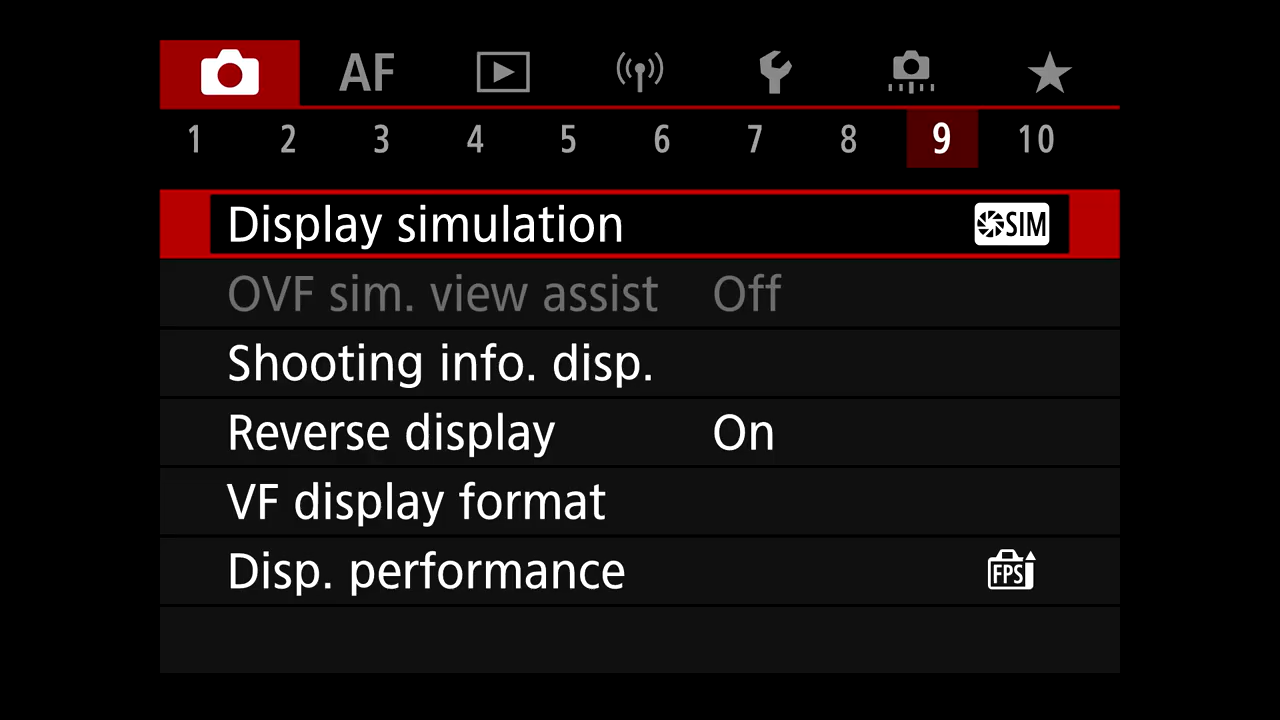 AF
1 2 3 4 5 6 7 8 9 10
Display simulation SIM
OVF sim. view assist Off
Shooting info. disp.
Reverse display On
VF display format
Disp. performance FPS